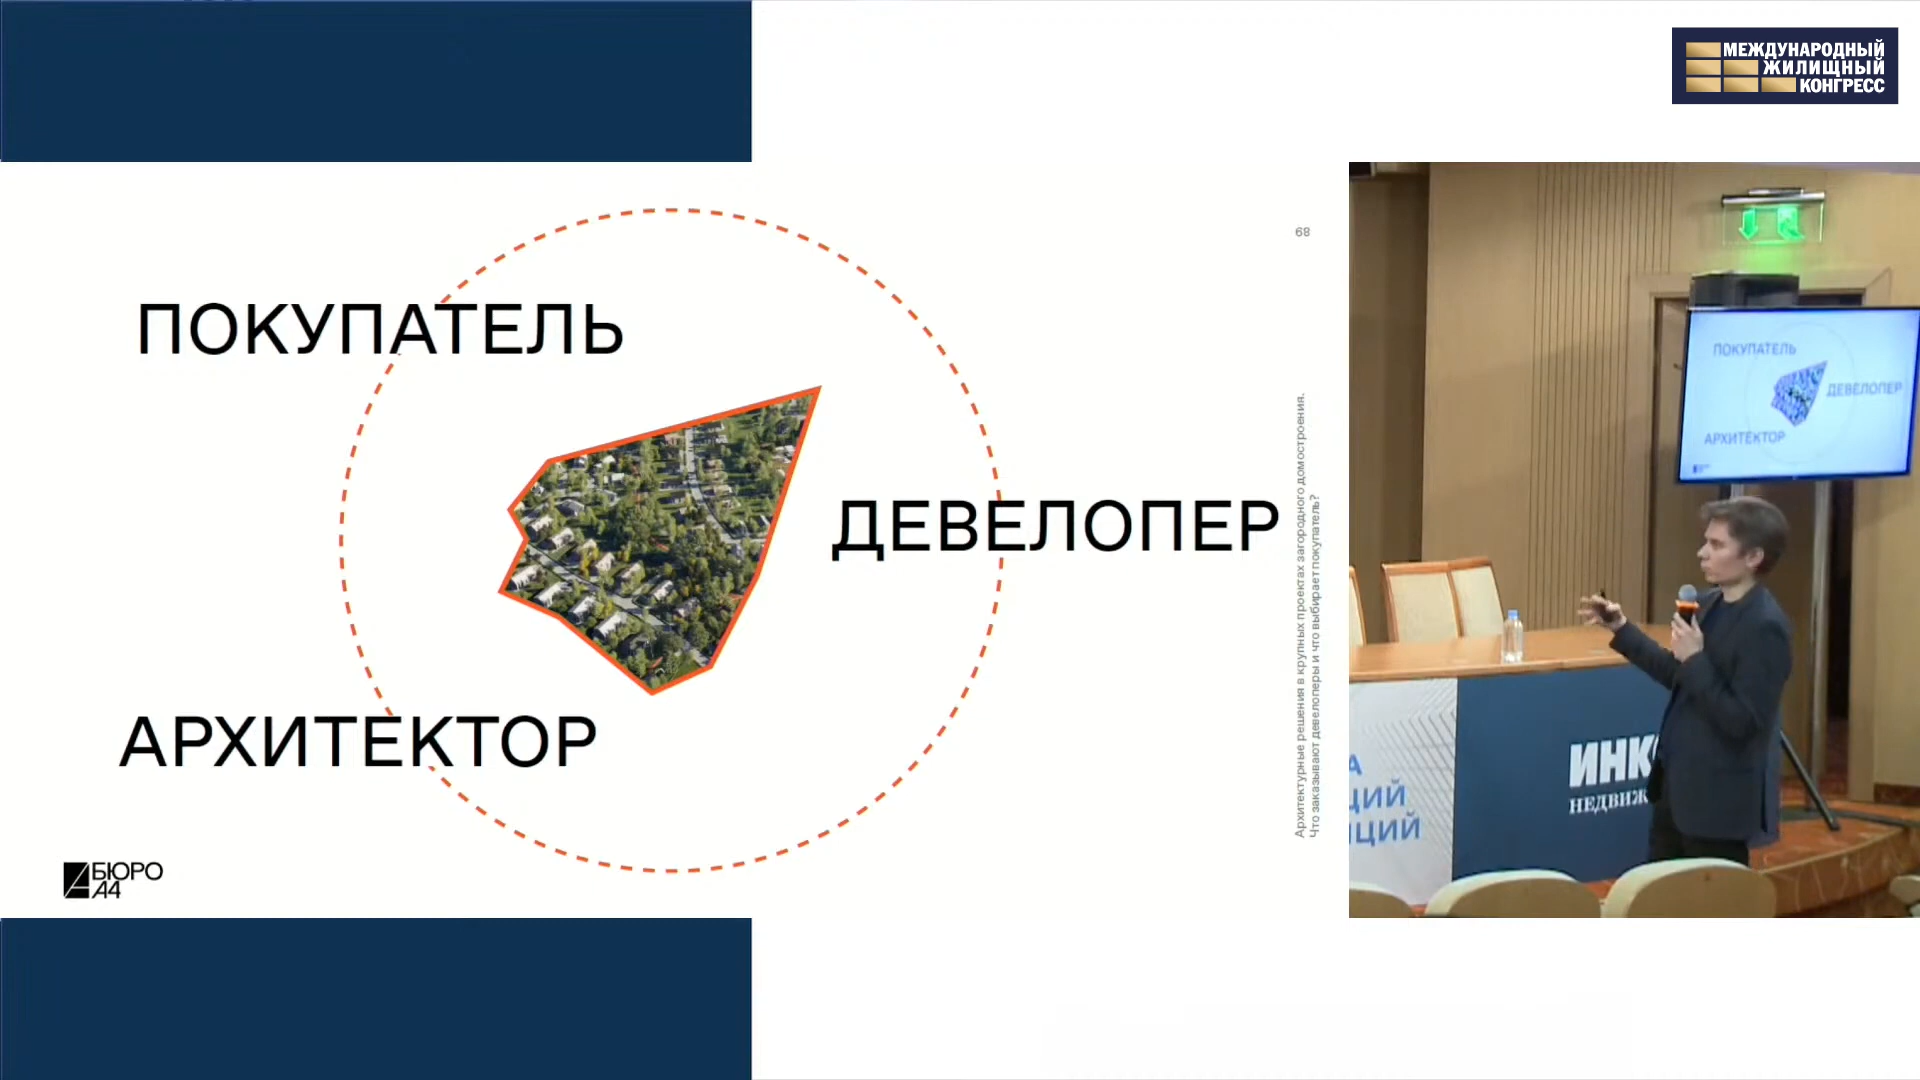 МЕЖДУНАРОДНЫЙ
ЖИЛИЩНЫЙ
КОНГРЕСС
68
ПОКУПАТЕЛЬ
ДЕВЕЛОПЕР
АРХИТЕКТОР
Архитектурные решения в крупных проектах загородного домостроения.
Что заказывают девелоперы и что выбирает покупатель?
БЮРО
А4
ПОКУПАТЕЛЬ
ДЕВЕЛОПЕР
АРХИТЕКТОР
ИНК
НЕДВИЖ
А
ЦИЙ
ЦИЙ